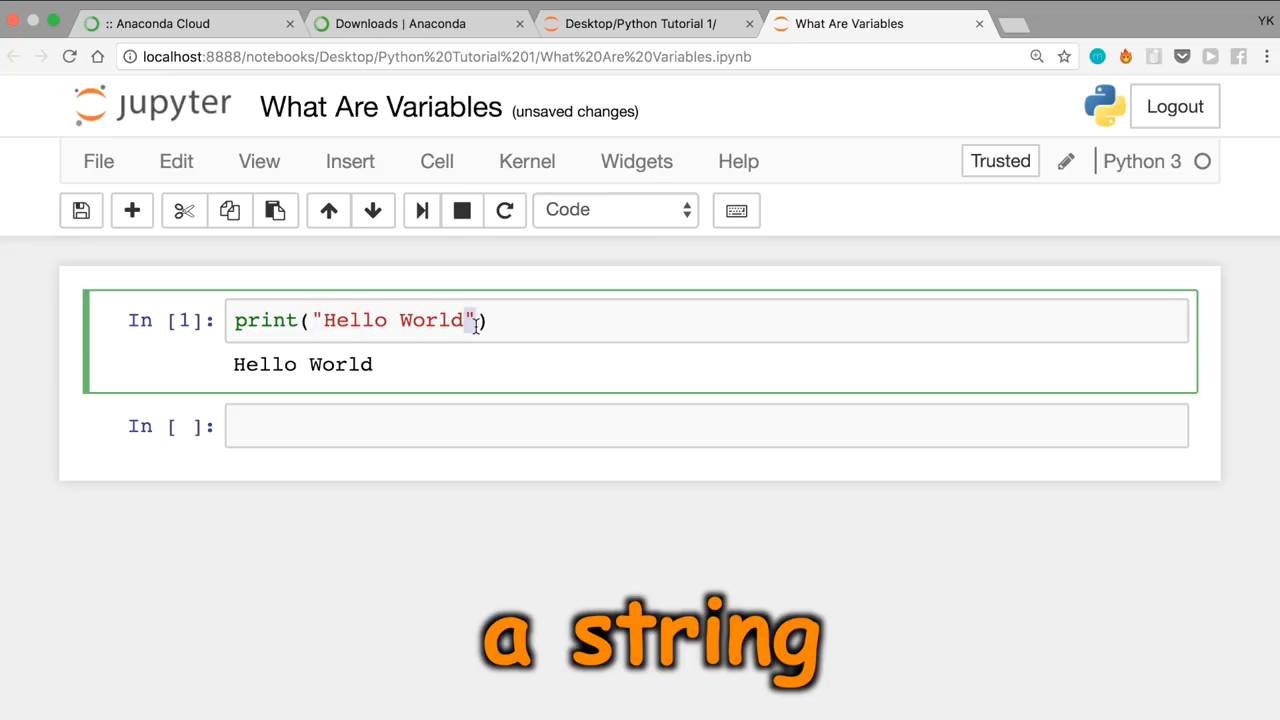 :: Anaconda Cloud
Downloads | Anaconda
Desktop/Python Tutorial 1/
What Are Variables
YK
localhost:8888/notebooks/Desktop/Python%20Tutorial%201/What%20Are%20Variables.ipynb
jupyter What Are Variables (unsaved changes)
Logout
File Edit View Insert Cell Kernel Widgets Help
Trusted
Python 3
Code
In [1]: print("Hello World")
Hello World
In [ ]:
a string